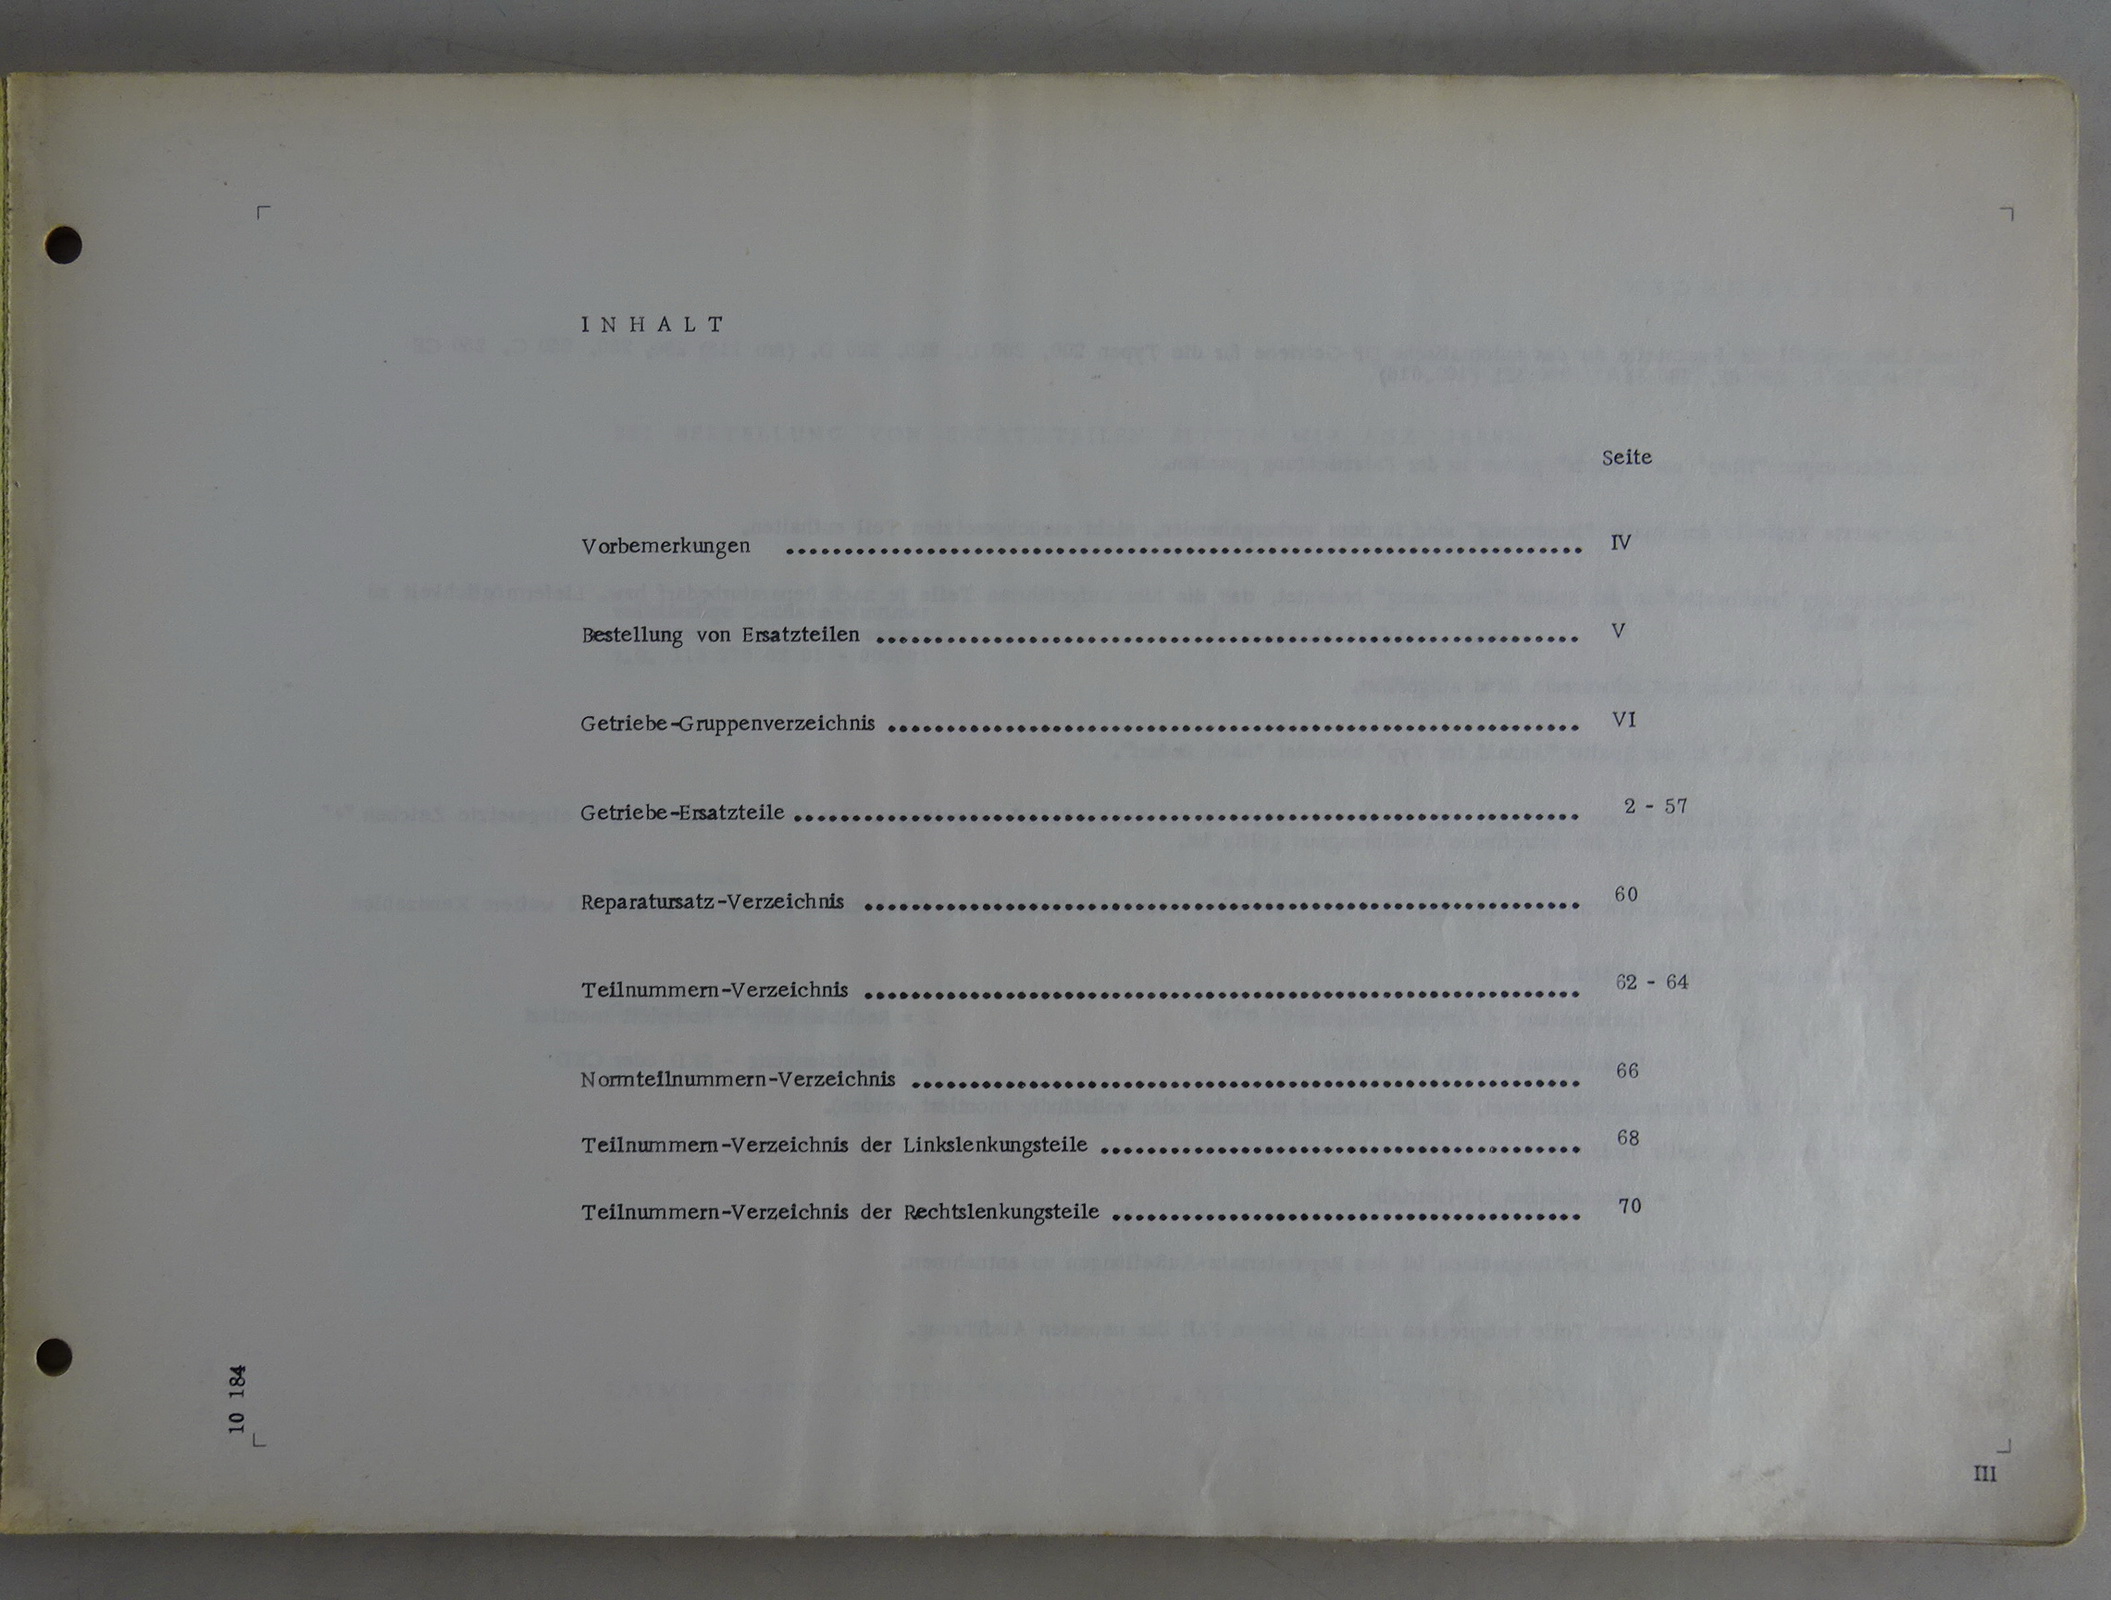 INHALT
Seite
Vorbemerkungen ........ IV
Bestellung von Ersatzteilen ........ V
Getriebe-Gruppenverzeichnis ........ VI
Getriebe-Ersatzteile ........ 2 - 57
Reparatursatz-Verzeichnis ........ 60
Teilnummern-Verzeichnis ........ 62 - 64
Normteilnummern-Verzeichnis ........ 66
Teilnummern-Verzeichnis der Linkslenkungsteile ........ 68
Teilnummern-Verzeichnis der Rechtslenkungsteile ........ 70
10 184
III